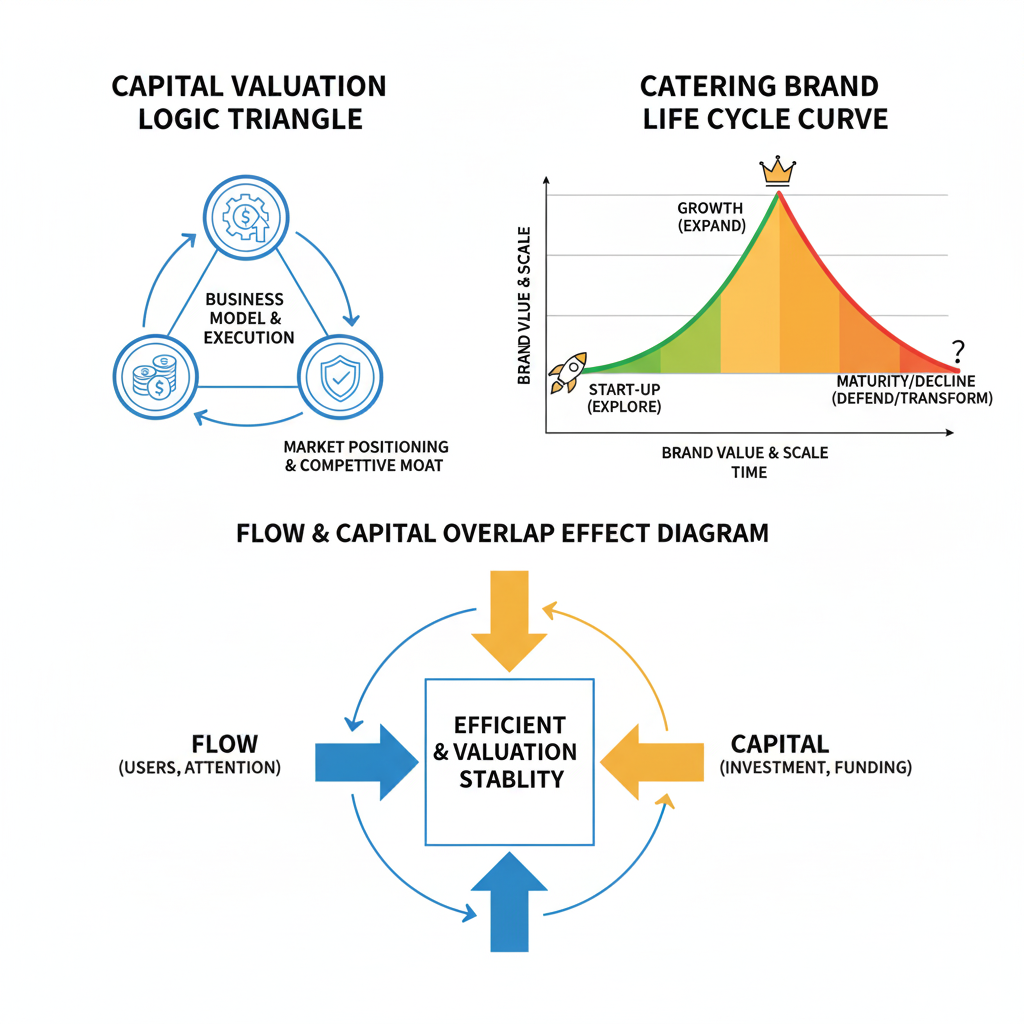 CAPITAL VALUATION
LOGIC TRIANGLE
$
BUSINESS
MODEL &
EXECUTION
$
MARKET POSITIONING
& COMPETTIVE MOAT
CATERING BRAND
LIFE CYCLE CURVE
BRAND VLUE & SCALE
GROWTH
(EXPAND)
START-UP
(EXPLORE)
?
MATURITY/DECLINE
(DEFEND/TRANSFORM)
BRAND VALUE & SCALE
TIME
FLOW & CAPITAL OVERLAP EFFECT DIAGRAM
FLOW
(USERS, ATTENTION)
EFFICIENT
& VALUATION
STABLITY
CAPITAL
(INVESTMENT, FUNDING)